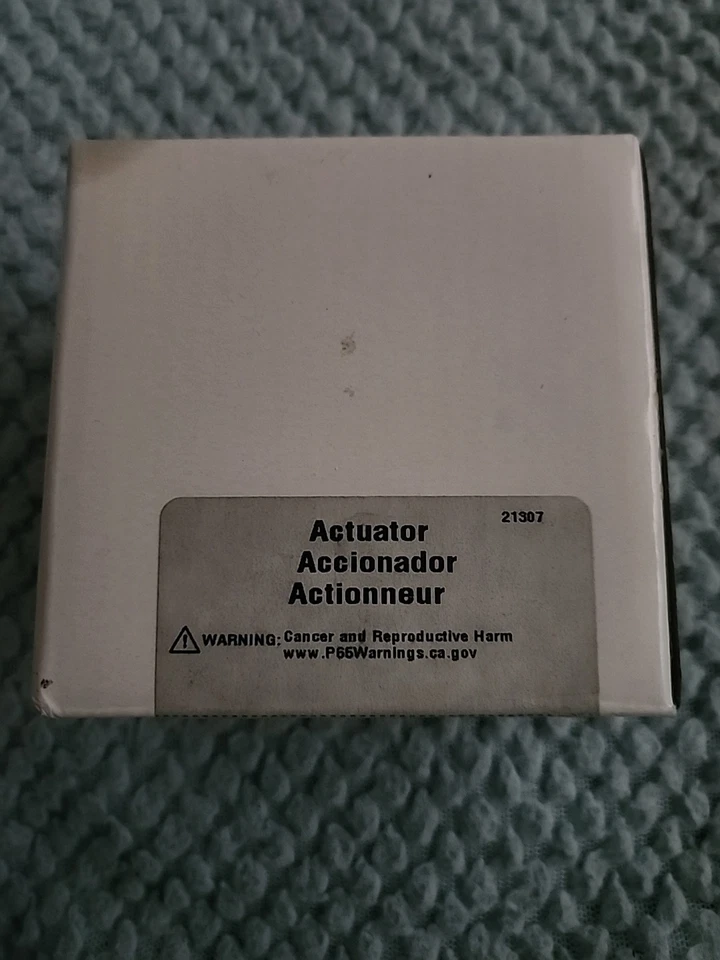 21307
Actuator
Accionador
Actionneur
WARNING: Cancer and Reproductive Harm
www.P65Warnings.ca.gov